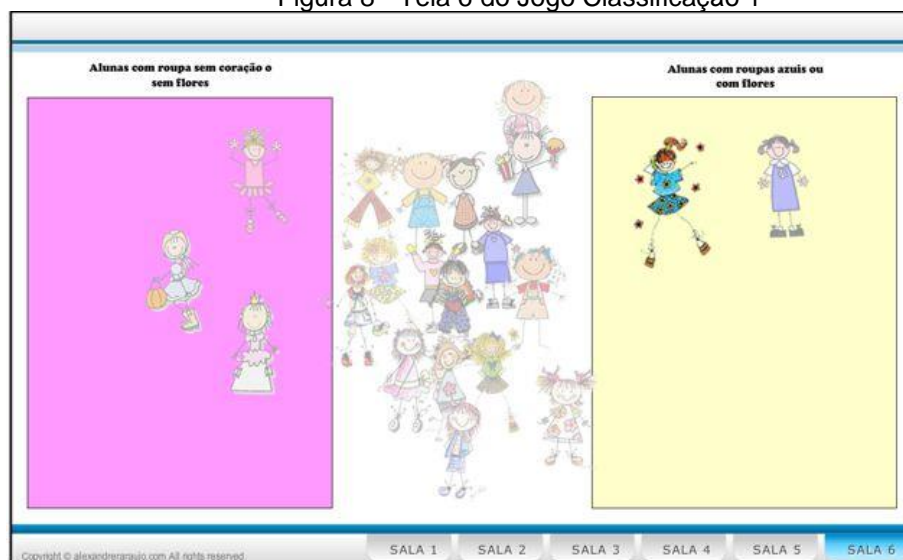 Figura 8 - Tela 6 do Jogo Classificação 1
Alunas com roupa sem coração o
sem flores
Alunas com roupas azuis ou
com flores
Copyright © alexandreraraujo.com All rights reserved.
SALA 1
SALA 2
SALA 3
SALA 4
SALA 5
SALA 6